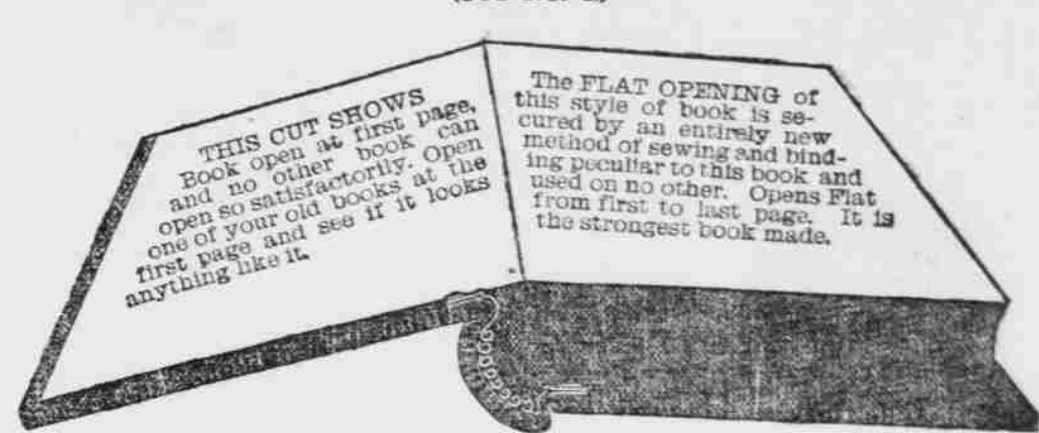 THIS CUT SHOWS
Book open at first page,
and no other book can
open so satisfactorily. Open
one of your old books at the
first page and see if it looks
anything like it.
The FLAT OPENING of
this style of book is se-
cured by an entirely new
method of sewing and bind-
ing peculiar to this book and
used on no other. Opens Flat
from first to last page. It is
the strongest book made.